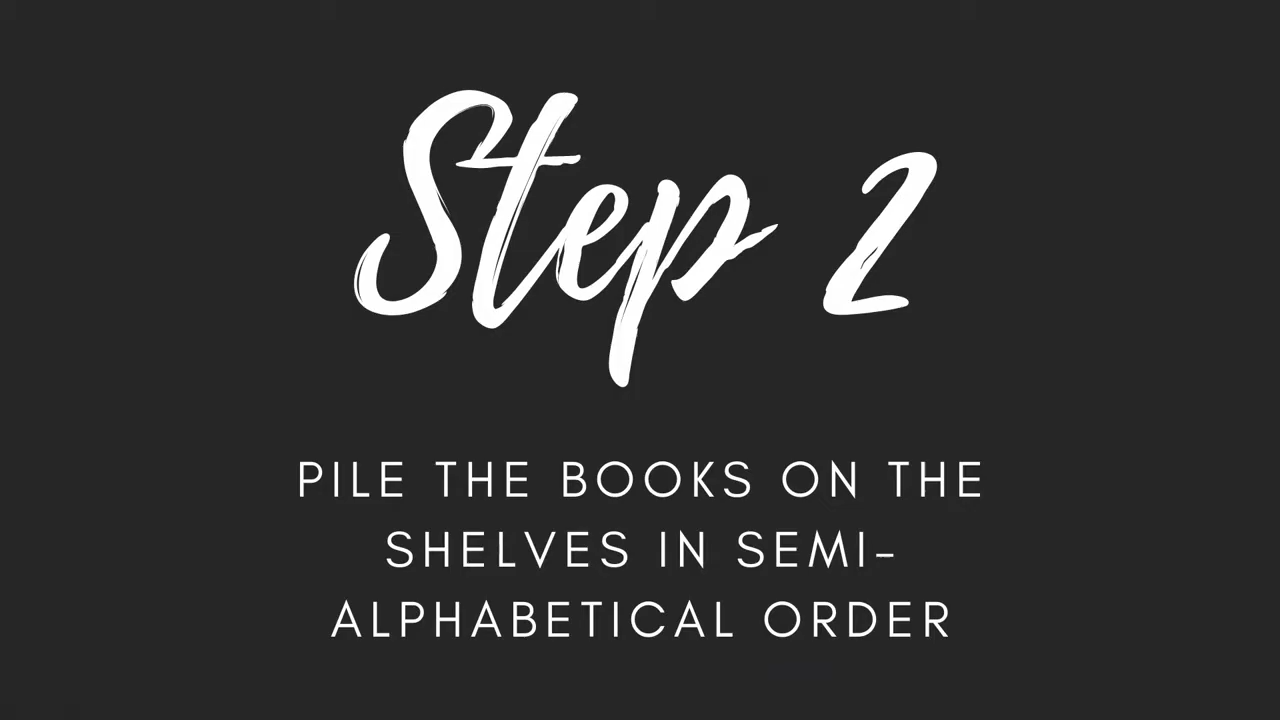 Step 2
PILE THE BOOKS ON THE
SHELVES IN SEMI-
ALPHABETICAL ORDER